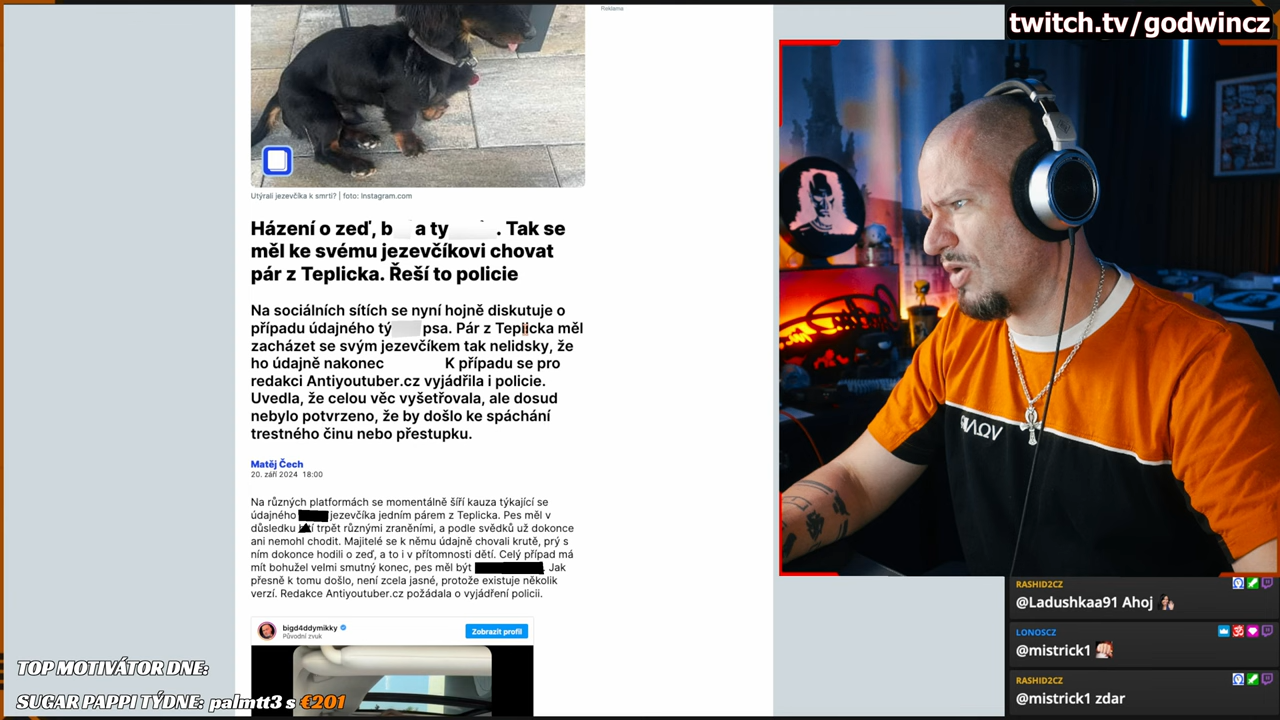 Reklama
twitch.tv/godwincz
Utýrali jezevčíka k smrti? | foto: instagram.com
Házení o zeď, b a ty . Tak se
měl ke svému jezevčíkovi chovat
pár z Teplicka. Řeší to policie
Na sociálních sítích se nyní hojně diskutuje o
případu údajného tý psa. Pár z Teplicka měl
zacházet se svým jezevčíkem tak nelidsky, že
ho údajně nakonec K případu se pro
redakci Antiyoutuber.cz vyjádřila i policie.
Uvedla, že celou věc vyšetřovala, ale dosud
nebylo potvrzeno, že by došlo ke spáchání
trestného činu nebo přestupku.
Matěj Čech
20. září 2024 18:00
Na různých platformách se momentálně šíří kauza týkající se
údajného jezevčíka jedním párem z Teplicka. Pes měl v
důsledku trpět různými zraněními, a podle svědků už dokonce
ani nemohl chodit. Majitelé se k němu údajně chovali krutě, prý s
ním dokonce hodili o zeď, a to i v přítomnosti dětí. Celý případ má
mít bohužel velmi smutný konec, pes měl být . Jak
přesně k tomu došlo, není zcela jasné, protože existuje několik
verzí. Redakce Antiyoutuber.cz požádala o vyjádření policii.
bigd4ddymikky
Původní zvuk
Zobrazit profil
TOP MOTIVÁTOR DNE:
SUGAR PAPPI TÝDNE: palmtt3 s €201
RASHID2CZ
@Ladushkaa91 Ahoj
LONOSCZ
@mistrick1
RASHID2CZ
@mistrick1 zdar